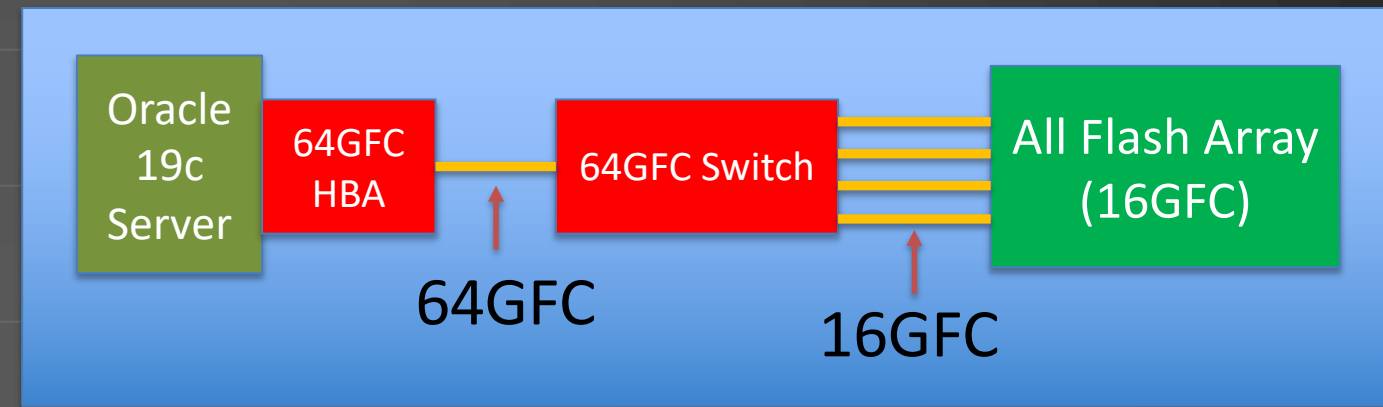 Oracle
19c
Server
64GFC
HBA
64GFC Switch
All Flash Array
(16GFC)
64GFC
16GFC